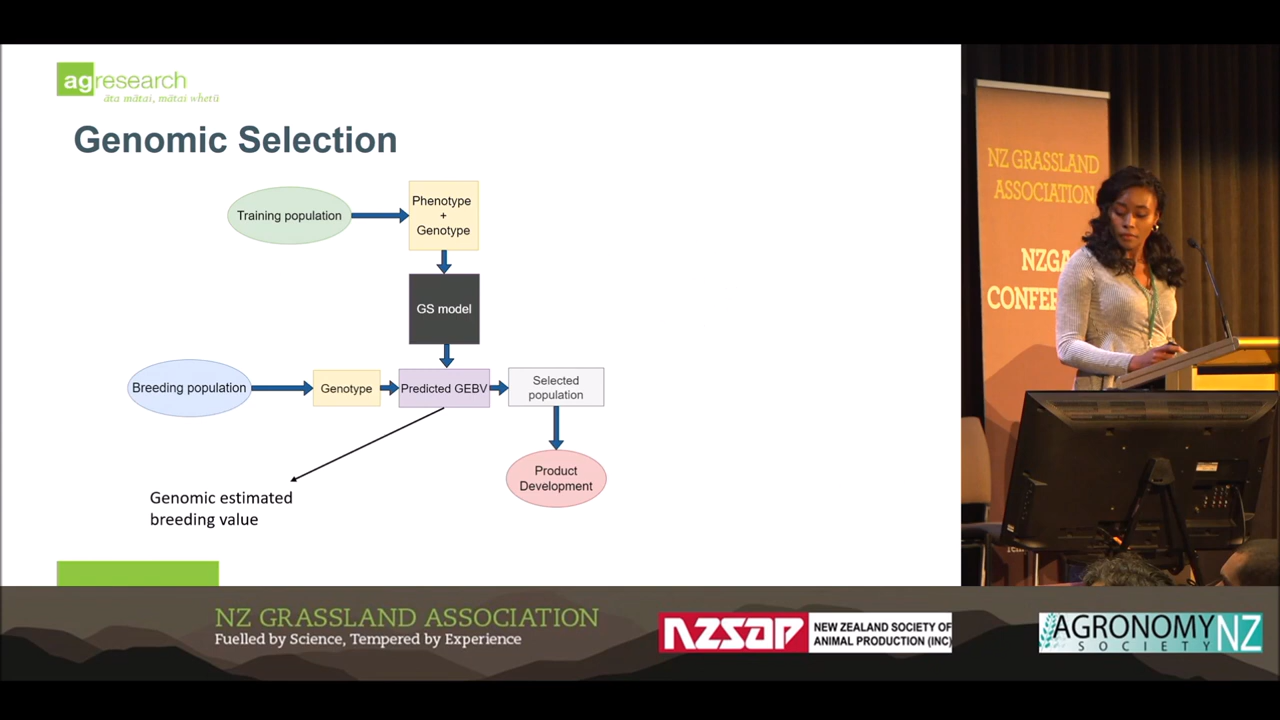 agresearch
āta mātai, mātai whetū
Genomic Selection
Training population
Phenotype
+
Genotype
GS model
Breeding population
Genotype
Predicted GEBV
Selected
population
Product
Development
Genomic estimated
breeding value
NZ GRASSLAND
ASSOCIATION
NZGA
CONFER
NZ GRASSLAND ASSOCIATION
Fuelled by Science, Tempered by Experience
NZSAP
NEW ZEALAND SOCIETY OF
ANIMAL PRODUCTION (INC)
AGRONOMY NZ
SOCIETY